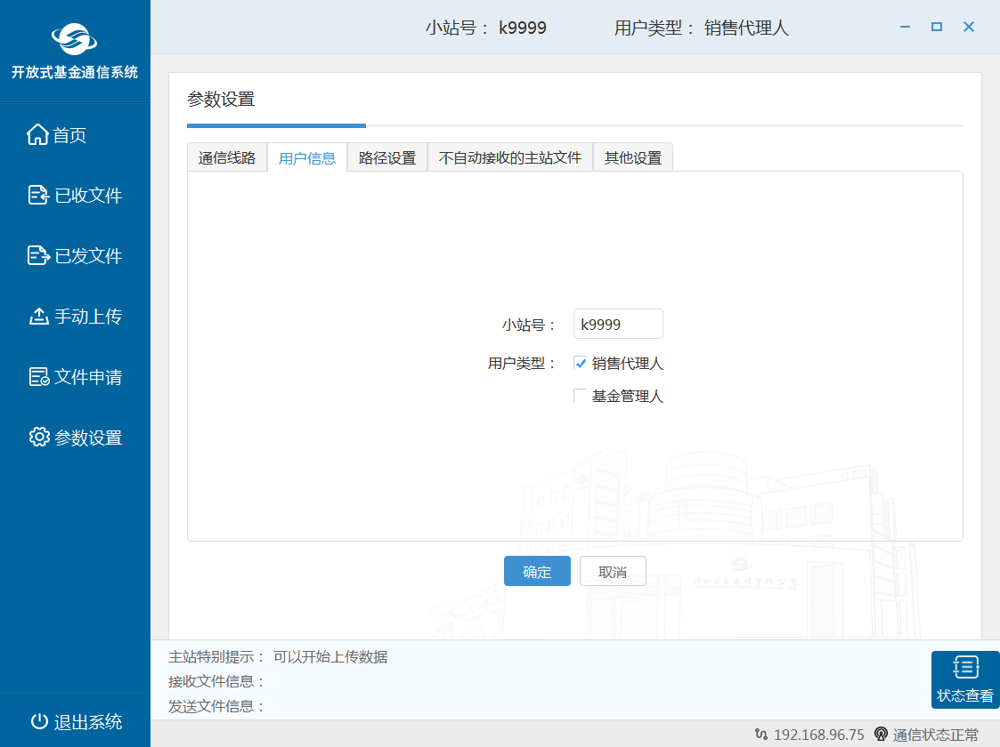 小站号： k9999 用户类型： 销售代理人
开放式基金通信系统
首页
已收文件
已发文件
手动上传
文件申请
参数设置
退出系统
参数设置
通信线路 用户信息 路径设置 不自动接收的主站文件 其他设置
小站号： k9999
用户类型： 销售代理人
基金管理人
确定 取消
主站特别提示： 可以开始上传数据
接收文件信息：
发送文件信息：
状态查看
192.168.96.75 通信状态正常